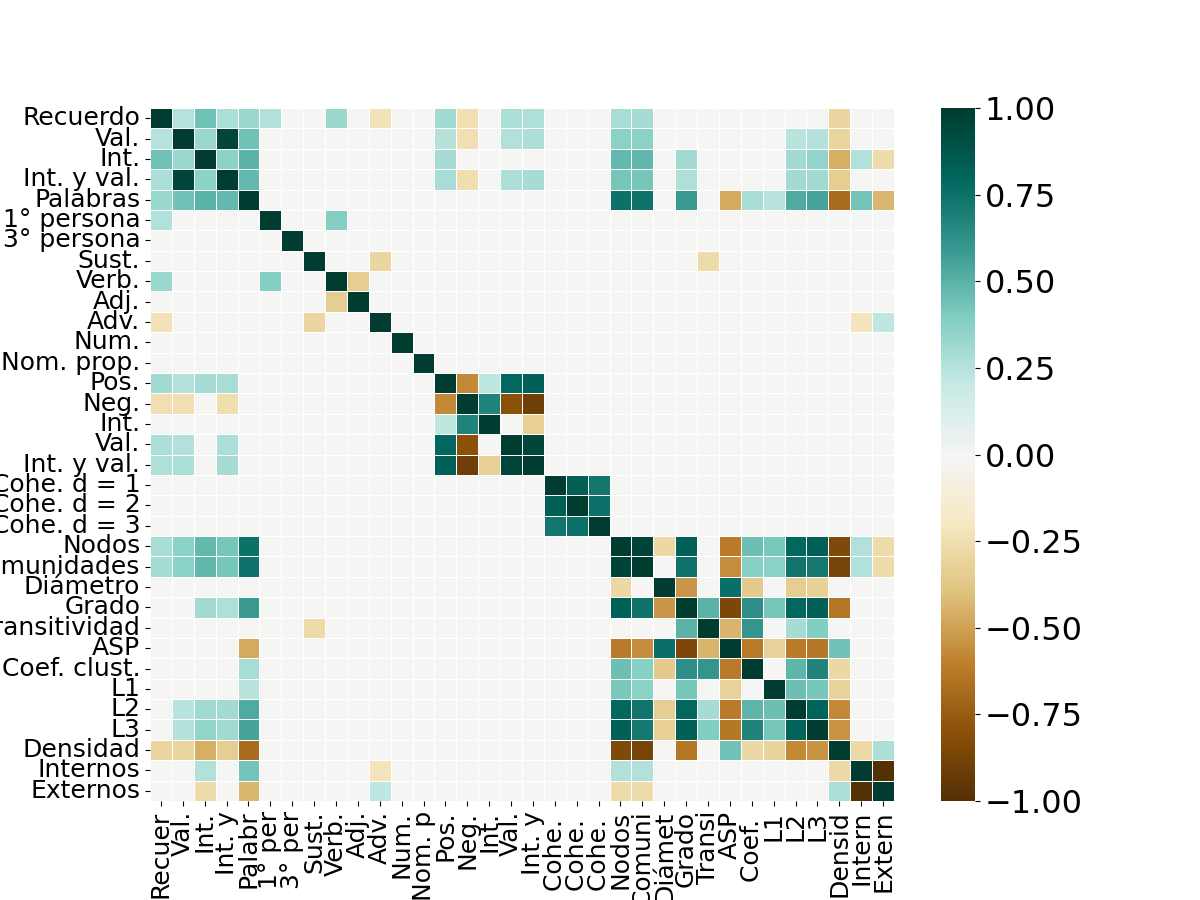 Recuerdo
Val.
Int.
Int. y val.
Palabras
1° persona
3° persona
Sust.
Verb.
Adj.
Adv.
Num.
Nom. prop.
Pos.
Neg.
Int.
Val.
Int. y val.
Cohe. d = 1
Cohe. d = 2
Cohe. d = 3
Nodos
munidades
Diámetro
Grado
ransitividad
ASP
Coef. clust.
L1
L2
L3
Densidad
Internos
Externos
Recuer
Val.
Int.
Int. y
Palabr
1° per
3° per
Sust.
Verb.
Adj.
Adv.
Num.
Nom. p
Pos.
Neg.
Int.
Val.
Int. y
Cohe.
Cohe.
Cohe.
Nodos
Comuni
Diámet
Grado
Transi
ASP
Coef.
L1
L2
L3
Densid
Intern
Extern
1.00
0.75
0.50
0.25
0.00
−0.25
−0.50
−0.75
−1.00